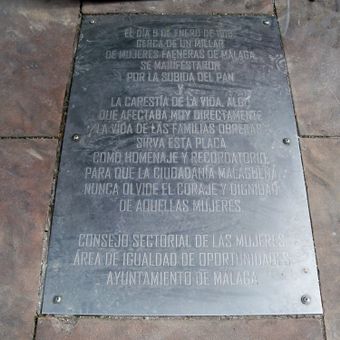 EL DÍA 9 DE ENERO DE 1918,
CERCA DE UN MILLAR
DE MUJERES FAENERAS DE MÁLAGA
SE MANIFESTARON
POR LA SUBIDA DEL PAN
Y
LA CARESTÍA DE LA VIDA, ALGO
QUE AFECTABA MUY DIRECTAMENTE
A LA VIDA DE LAS FAMILIAS OBRERAS.
SIRVA ESTA PLACA
COMO HOMENAJE Y RECORDATORIO,
PARA QUE LA CIUDADANÍA MALAGUEÑA
NUNCA OLVIDE EL CORAJE Y DIGNIDAD
DE AQUELLAS MUJERES
CONSEJO SECTORIAL DE LAS MUJERES
ÁREA DE IGUALDAD DE OPORTUNIDADES
AYUNTAMIENTO DE MÁLAGA